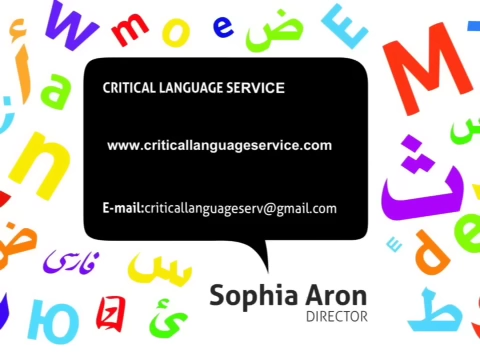 CRITICAL LANGUAGE SERVICE
www.criticallanguageservice.com
E-mail:criticallanguageserv@gmail.com
Sophia Aron
DIRECTOR
أ
W
m
o
e
ض
E
M
a
n
ث
س
p
e
E
ض
فارسی
س
Ю
ئ
ط